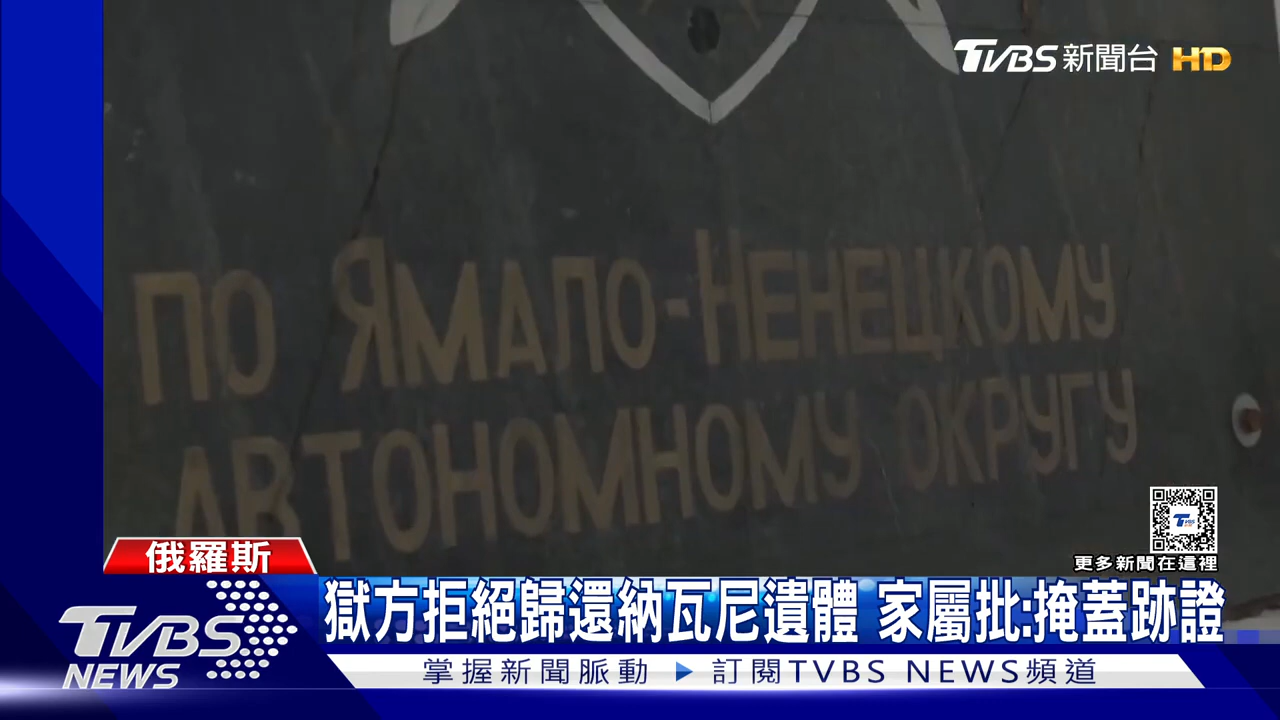 TVBS新聞台 HD
ПО ЯМАЛО-НЕНЕЦКОМУ
АВТОНОМНОМУ ОКРУГУ
TVBS
更多新聞在這裡
俄羅斯
獄方拒絕歸還納瓦尼遺體 家屬批:掩蓋跡證
TVBS
NEWS
掌握新聞脈動 ▶ 訂閱TVBS NEWS頻道